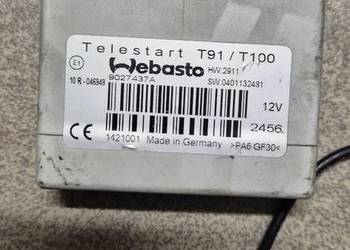 Telestart T91/T100
Webasto
HW:2911
E1
10 R-046949
9027437A
SW:0401132481
12V
2456
1421001 Made in Germany >PA6 GF30<
CE